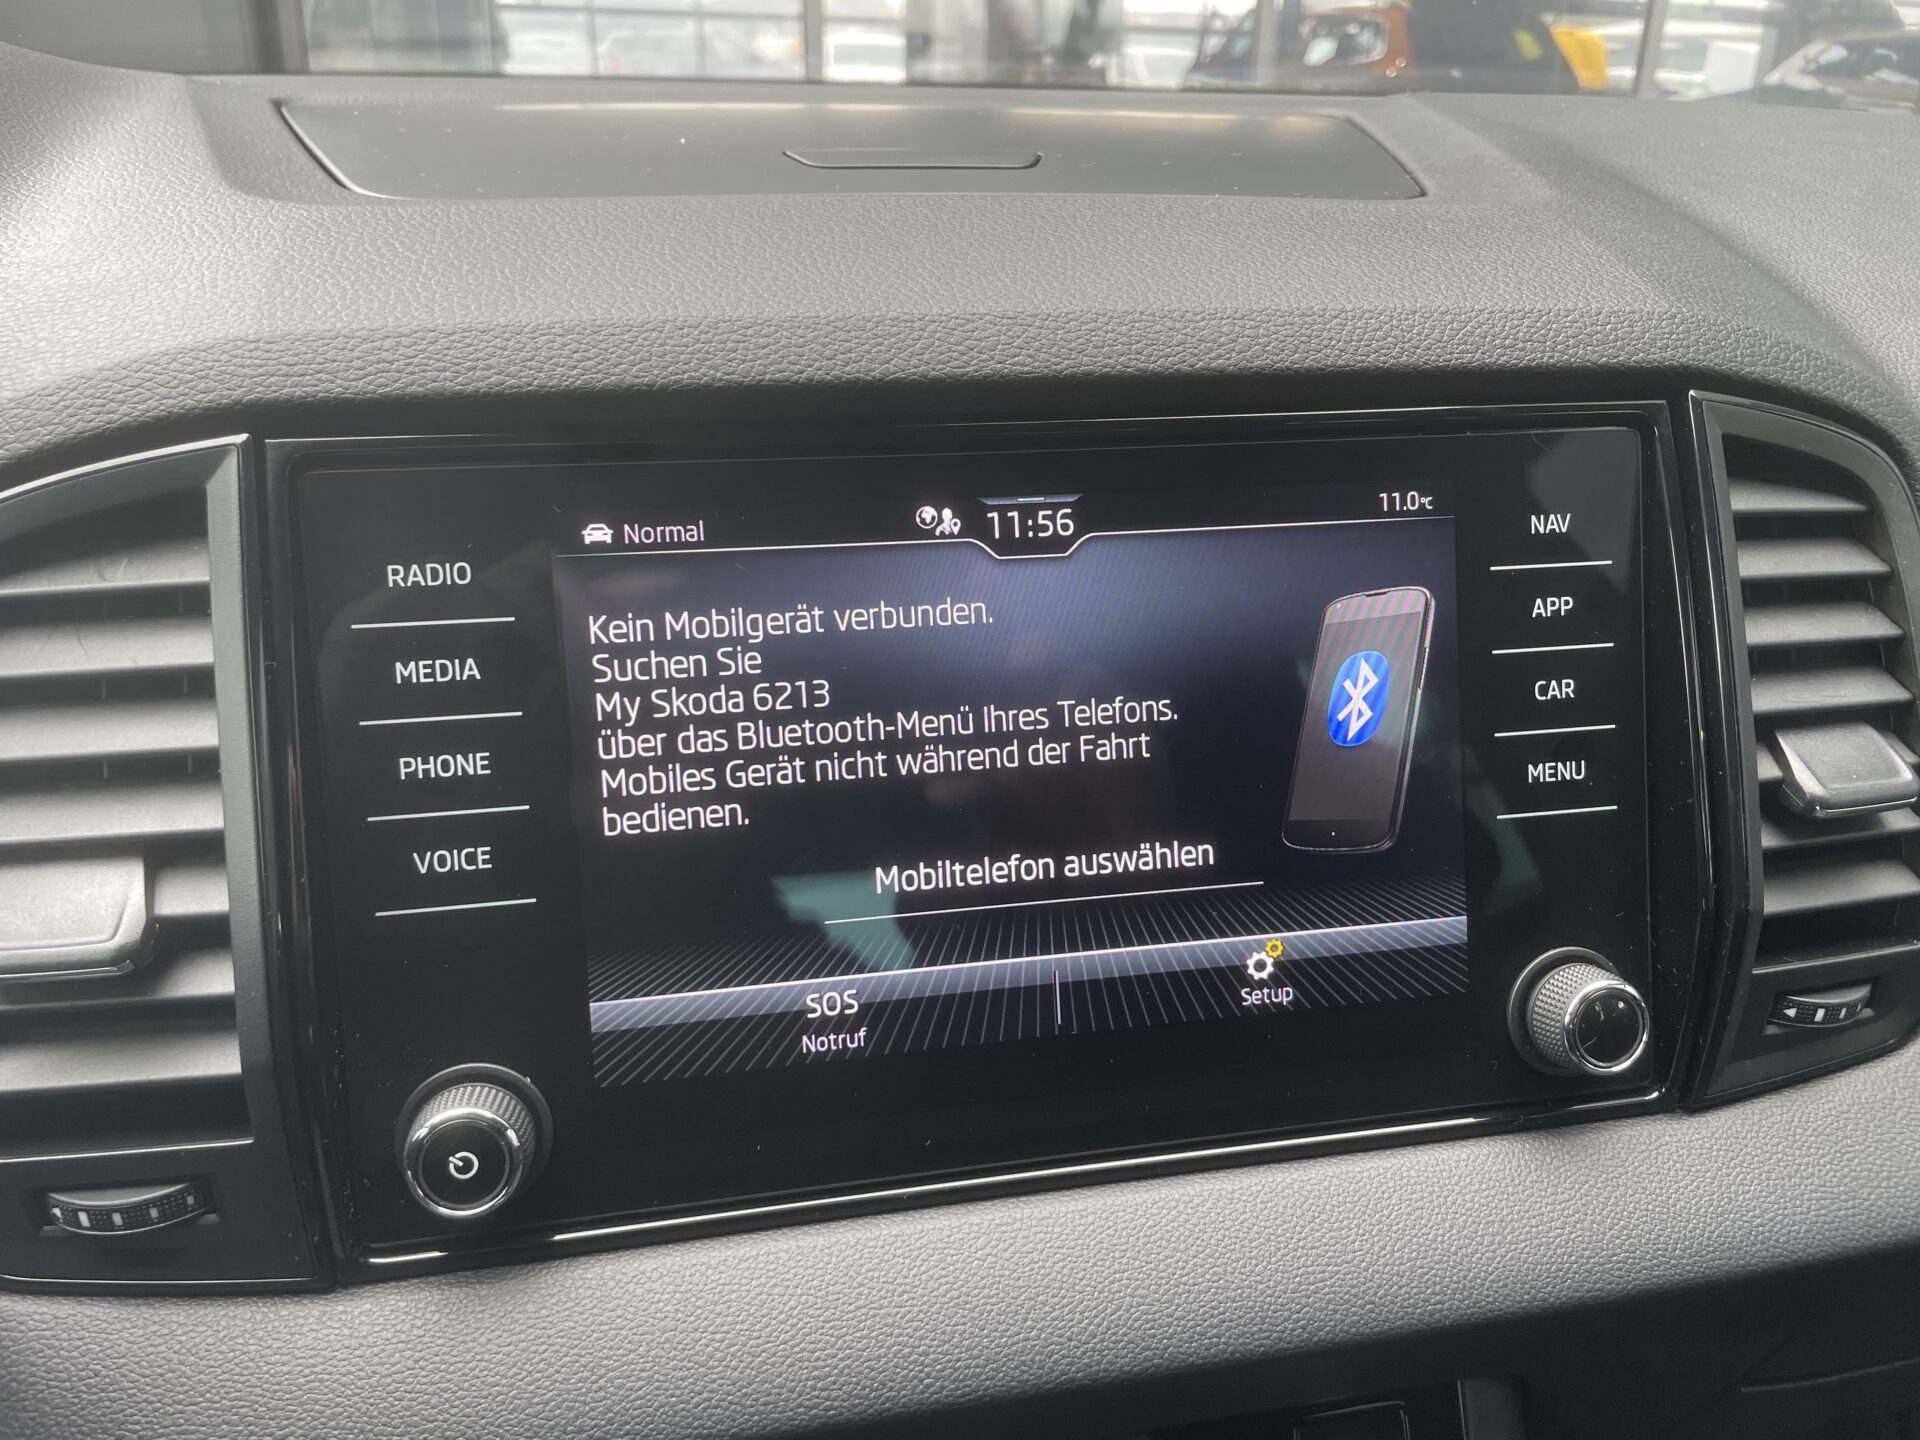 Normal
11:56
11.0°C
RADIO
MEDIA
PHONE
VOICE
Kein Mobilgerät verbunden.
Suchen Sie
My Skoda 6213
über das Bluetooth-Menü Ihres Telefons.
Mobiles Gerät nicht während der Fahrt
bedienen.
Mobiltelefon auswählen
SOS
Notruf
Setup
NAV
APP
CAR
MENU